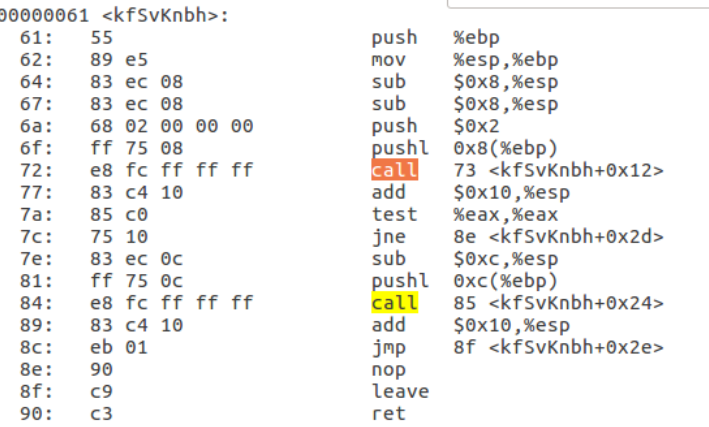 00000061 <kfSvKnbh>:
61: 55 push %ebp
62: 89 e5 mov %esp,%ebp
64: 83 ec 08 sub $0x8,%esp
67: 83 ec 08 sub $0x8,%esp
6a: 68 02 00 00 00 push $0x2
6f: ff 75 08 pushl 0x8(%ebp)
72: e8 fc ff ff ff call 73 <kfSvKnbh+0x12>
77: 83 c4 10 add $0x10,%esp
7a: 85 c0 test %eax,%eax
7c: 75 10 jne 8e <kfSvKnbh+0x2d>
7e: 83 ec 0c sub $0xc,%esp
81: ff 75 0c pushl 0xc(%ebp)
84: e8 fc ff ff ff call 85 <kfSvKnbh+0x24>
89: 83 c4 10 add $0x10,%esp
8c: eb 01 jmp 8f <kfSvKnbh+0x2e>
8e: 90 nop
8f: c9 leave
90: c3 ret